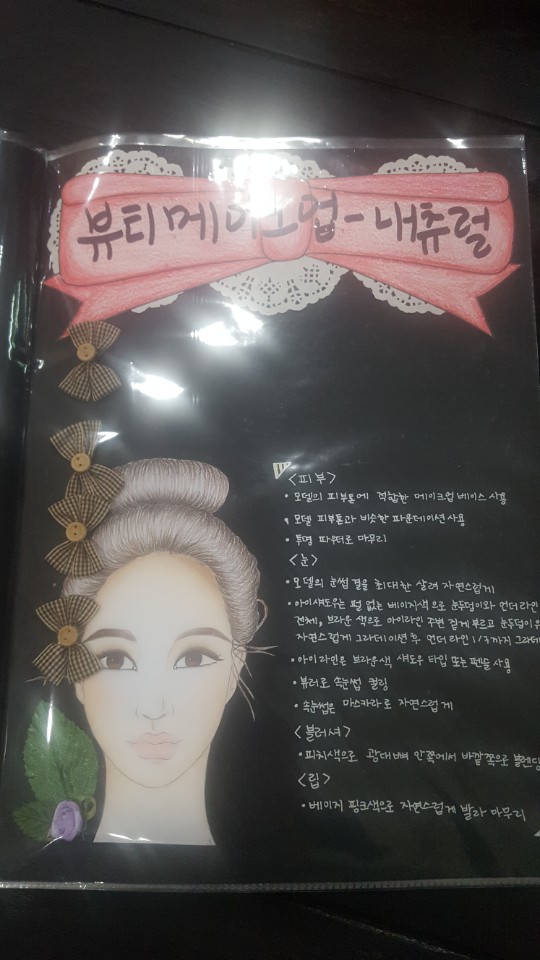 뷰티메이크업-내츄럴
<피부>
• 모델의 피부톤에 적합한 메이크업 베이스 사용
• 모델 피부톤과 비슷한 파운데이션 사용
• 투명 파우더로 마무리
<눈>
• 모델의 눈썹 결을 최대한 살려 자연스럽게
• 아이섀도우는 펄 없는 베이지색으로 눈두덩이와 언더라인
전체, 브라운 색으로 아이라인 주변 짙게 바르고 눈두덩이
자연스럽게 그라데이션 후 언더라인 1/3까지
• 아이라인은 브라운색 섀도우 타입 또는 펜슬 사용
• 뷰러로 속눈썹 컬링
• 속눈썹은 마스카라로 자연스럽게
<블러셔>
• 피치색으로 광대뼈 안쪽에서 바깥쪽으로
<립>
• 베이지 핑크색으로 자연스럽게 발라 마무리